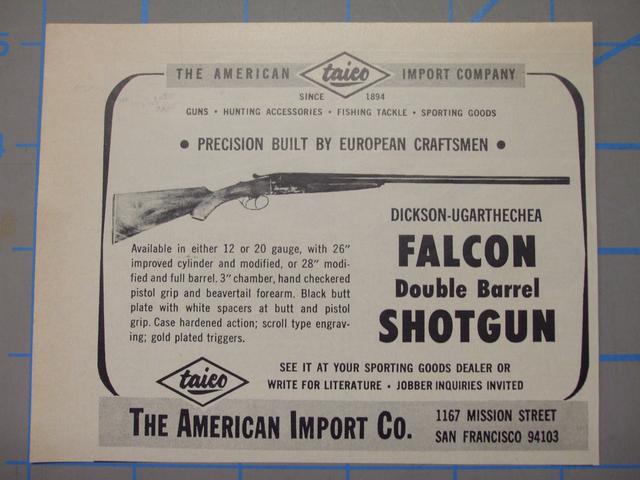 THE AMERICAN taico IMPORT COMPANY
SINCE 1894
GUNS • HUNTING ACCESSORIES • FISHING TACKLE • SPORTING GOODS
• PRECISION BUILT BY EUROPEAN CRAFTSMEN •
DICKSON-UGARTHECHEA
FALCON
Double Barrel
SHOTGUN
Available in either 12 or 20 gauge, with 26”
improved cylinder and modified, or 28” modi-
fied and full barrel. 3” chamber, hand checkered
pistol grip and beavertail forearm. Black butt
plate with white spacers at butt and pistol
grip. Case hardened action; scroll type engrav-
ing; gold plated triggers.
taico
SEE IT AT YOUR SPORTING GOODS DEALER OR
WRITE FOR LITERATURE • JOBBER INQUIRIES INVITED
THE AMERICAN IMPORT CO.
1167 MISSION STREET
SAN FRANCISCO 94103